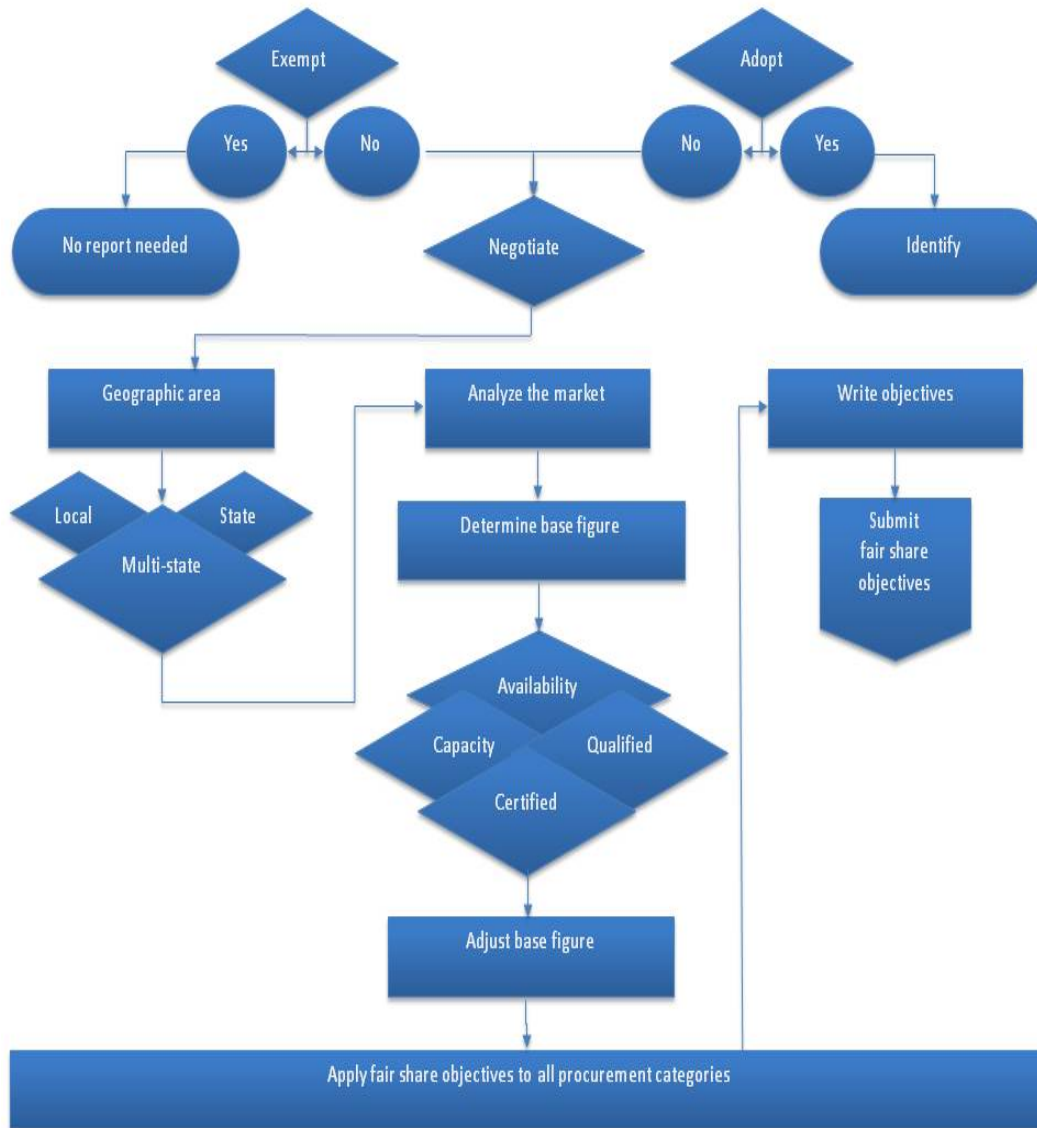 Exempt
Adopt
Yes
No
No
Yes
No report needed
Negotiate
Identify
Geographic area
Analyze the market
Write objectives
Local
State
Multi-state
Determine base figure
Submit
fair share
objectives
Availability
Capacity
Qualified
Certified
Adjust base figure
Apply fair share objectives to all procurement categories